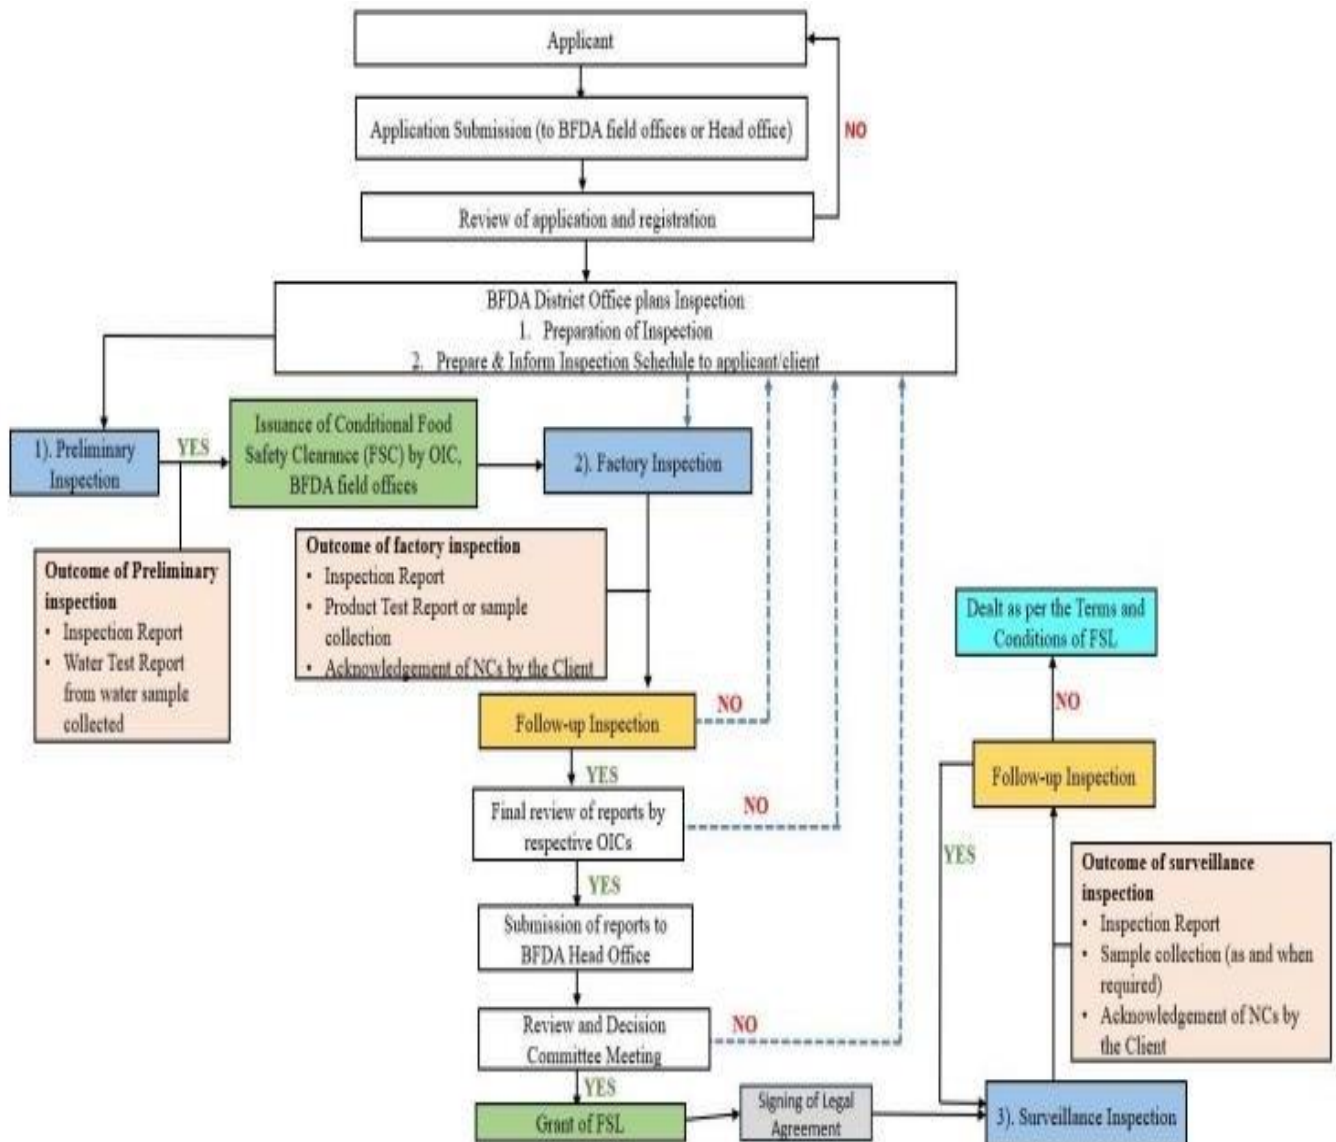 Applicant
Application Submission (to BFDA field offices or Head office)
NO
Review of application and registration
BFDA District Office plans Inspection
1. Preparation of Inspection
2. Prepare & Inform Inspection Schedule to applicant/client
1). Preliminary
Inspection
YES
Issuance of Conditional Food
Safety Clearance (FSC) by OIC,
BFDA field offices
2). Factory Inspection
Outcome of Preliminary
inspection
• Inspection Report
• Water Test Report
from water sample
collected
Outcome of factory inspection
• Inspection Report
• Product Test Report or sample
collection
• Acknowledgement of NCs by the Client
Follow-up Inspection
NO
YES
Final review of reports by
respective OICs
NO
YES
Submission of reports to
BFDA Head Office
Review and Decision
Committee Meeting
NO
YES
Grant of FSL
Signing of Legal
Agreement
3). Surveillance Inspection
Outcome of surveillance
inspection
• Inspection Report
• Sample collection (as and when
required)
• Acknowledgement of NCs by
the Client
YES
Follow-up Inspection
NO
Dealt as per the Terms and
Conditions of FSL